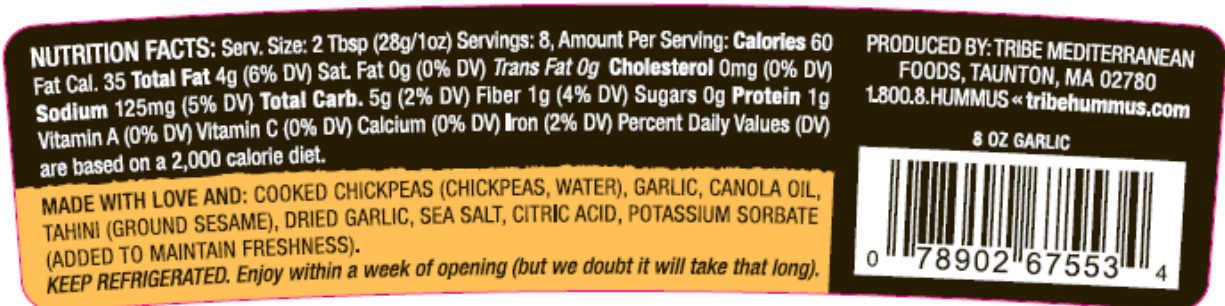 NUTRITION FACTS: Serv. Size: 2 Tbsp (28g/1oz) Servings: 8, Amount Per Serving: Calories 60
Fat Cal. 35 Total Fat 4g (6% DV) Sat. Fat 0g (0% DV) Trans Fat 0g Cholesterol 0mg (0% DV)
Sodium 125mg (5% DV) Total Carb. 5g (2% DV) Fiber 1g (4% DV) Sugars 0g Protein 1g
Vitamin A (0% DV) Vitamin C (0% DV) Calcium (0% DV) Iron (2% DV) Percent Daily Values (DV)
are based on a 2,000 calorie diet.
MADE WITH LOVE AND: COOKED CHICKPEAS (CHICKPEAS, WATER), GARLIC, CANOLA OIL,
TAHINI (GROUND SESAME), DRIED GARLIC, SEA SALT, CITRIC ACID, POTASSIUM SORBATE
(ADDED TO MAINTAIN FRESHNESS).
KEEP REFRIGERATED. Enjoy within a week of opening (but we doubt it will take that long).
PRODUCED BY: TRIBE MEDITERRANEAN
FOODS, TAUNTON, MA 02780
1.800.8.HUMMUS « tribehummus.com
8 OZ GARLIC
0 78902 67553 4